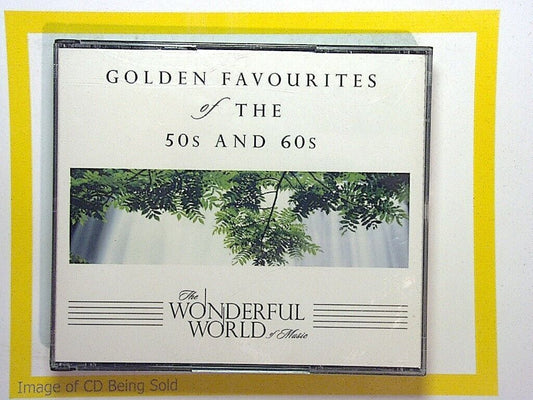 GOLDEN FAVOURITES
of THE
50s AND 60s
The
WONDERFUL
WORLD of Music
Image of CD Being Sold